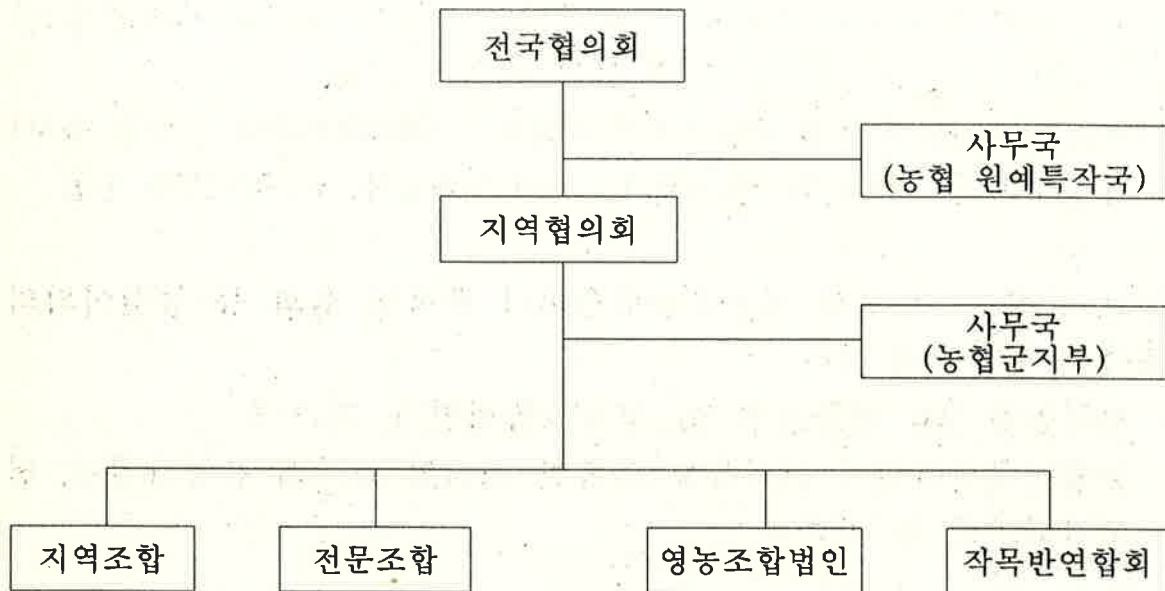 전국협의회
사무국
(농협 원예특작국)
지역협의회
사무국
(농협군지부)
지역조합
전문조합
영농조합법인
작목반연합회